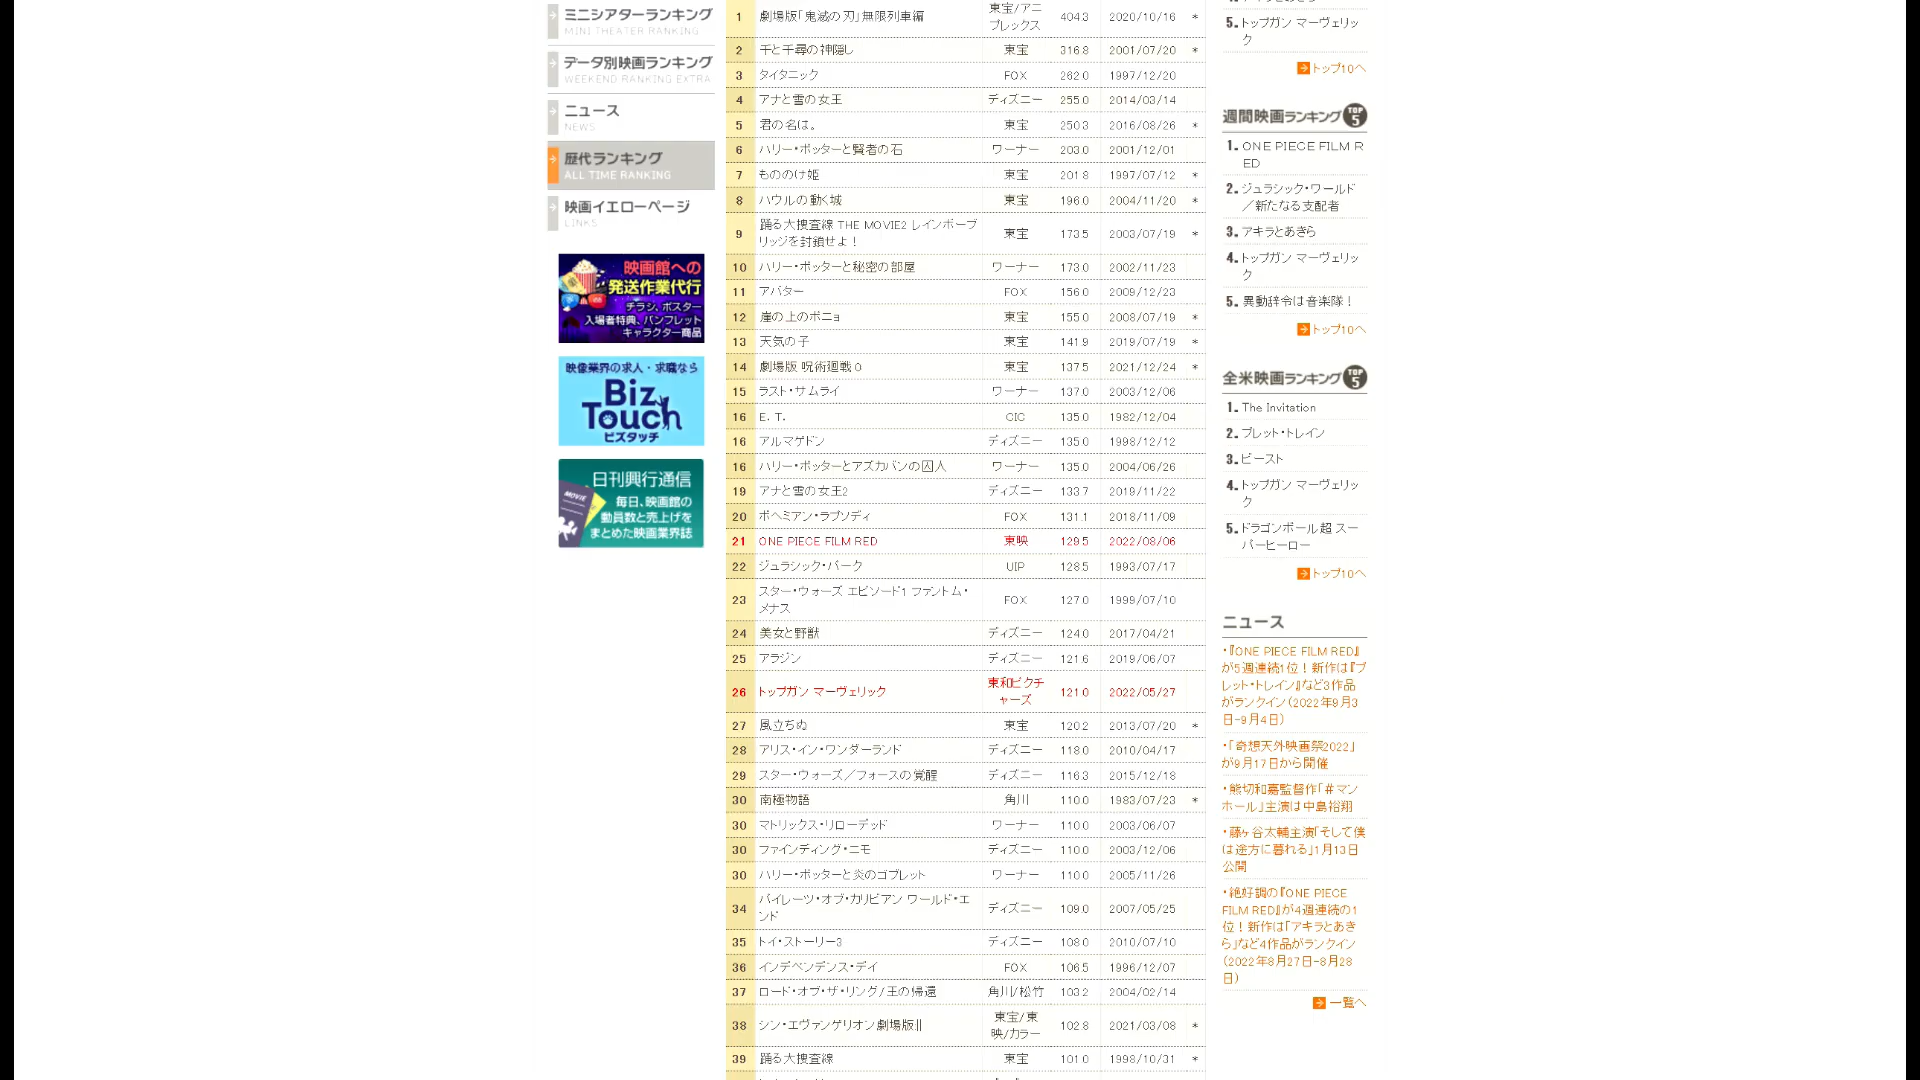 ミニシアターランキング
MINI THEATER RANKING
データ別映画ランキング
WEEKEND RANKING EXTRA
ニュース
NEWS
歴代ランキング
ALL TIME RANKING
映画イエローページ
LINKS
映画館への
発送作業代行
チラシ、ポスター
入場者特典、パンフレット
キャラクター商品
映像業界の求人・求職なら
Biz
Touch
ビズタッチ
日刊興行通信
MOVIE
毎日、映画館の
動員数と売上げを
まとめた映画業界誌
1 劇場版「鬼滅の刃」無限列車編 東宝/アニプレックス 404.3 2020/10/16 *
2 千と千尋の神隠し 東宝 316.8 2001/07/20 *
3 タイタニック FOX 262.0 1997/12/20
4 アナと雪の女王 ディズニー 255.0 2014/03/14
5 君の名は。 東宝 250.3 2016/08/26 *
6 ハリー・ポッターと賢者の石 ワーナー 203.0 2001/12/01
7 もののけ姫 東宝 201.8 1997/07/12 *
8 ハウルの動く城 東宝 196.0 2004/11/20 *
9 踊る大捜査線 THE MOVIE2 レインボーブリッジを封鎖せよ! 東宝 173.5 2003/07/19 *
10 ハリー・ポッターと秘密の部屋 ワーナー 173.0 2002/11/23
11 アバター FOX 156.0 2009/12/23
12 崖の上のポニョ 東宝 155.0 2008/07/19 *
13 天気の子 東宝 141.9 2019/07/19 *
14 劇場版 呪術廻戦 0 東宝 137.5 2021/12/24 *
15 ラスト・サムライ ワーナー 137.0 2003/12/06
16 E.T. CIC 135.0 1982/12/04
16 アルマゲドン ディズニー 135.0 1998/12/12
16 ハリー・ポッターとアズカバンの囚人 ワーナー 135.0 2004/06/26
19 アナと雪の女王2 ディズニー 133.7 2019/11/22
20 ボヘミアン・ラプソディ FOX 131.1 2018/11/09
21 ONE PIECE FILM RED 東映 129.5 2022/08/06
22 ジュラシック・パーク UIP 128.5 1993/07/17
23 スター・ウォーズ エピソード1 ファントム・メナス FOX 127.0 1999/07/10
24 美女と野獣 ディズニー 124.0 2017/04/21
25 アラジン ディズニー 121.6 2019/06/07
26 トップガン マーヴェリック 東和ピクチャーズ 121.0 2022/05/27
27 風立ちぬ 東宝 120.2 2013/07/20 *
28 アリス・イン・ワンダーランド ディズニー 118.0 2010/04/17
29 スター・ウォーズ/フォースの覚醒 ディズニー 116.3 2015/12/18
30 南極物語 角川 110.0 1983/07/23 *
30 マトリックス・リローデッド ワーナー 110.0 2003/06/07
30 ファインディング・ニモ ディズニー 110.0 2003/12/06
30 ハリー・ポッターと炎のゴブレット ワーナー 110.0 2005/11/26
34 パイレーツ・オブ・カリビアン ワールド・エンド ディズニー 109.0 2007/05/25
35 トイ・ストーリー3 ディズニー 108.0 2010/07/10
36 インデペンデンス・デイ FOX 106.5 1996/12/07
37 ロード・オブ・ザ・リング/王の帰還 角川/松竹 103.2 2004/02/14
38 シン・エヴァンゲリオン劇場版𝄇 東宝/東映/カラー 102.8 2021/03/08 *
39 踊る大捜査線 東宝 101.0 1998/10/31 *
5. トップガン マーヴェリッ
ク
トップ10へ
週間映画ランキング TOP 5
1. ONE PIECE FILM R
ED
2. ジュラシック・ワールド
/新たなる支配者
3. アキラとあきら
4. トップガン マーヴェリッ
ク
5. 異動辞令は音楽隊!
トップ10へ
全米映画ランキング TOP 5
1. The Invitation
2. ブレット・トレイン
3. ビースト
4. トップガン マーヴェリッ
ク
5. ドラゴンボール超 スー
パーヒーロー
トップ10へ
ニュース
・『ONE PIECE FILM RED』
が5週連続1位!新作は『ブ
レット・トレイン』など3作品
がランクイン(2022年9月3
日-9月4日)
・「奇想天外映画祭2022」
が9月17日から開催
・熊切和嘉監督作「#マン
ホール」主演は中島裕翔
・藤ヶ谷太輔主演「そして僕
は途方に暮れる」1月13日
公開
・絶好調の『ONE PIECE
FILM RED』が4週連続の1
位!新作は「アキラとあき
ら」など4作品がランクイン
(2022年8月27日-8月28
日)
一覧へ